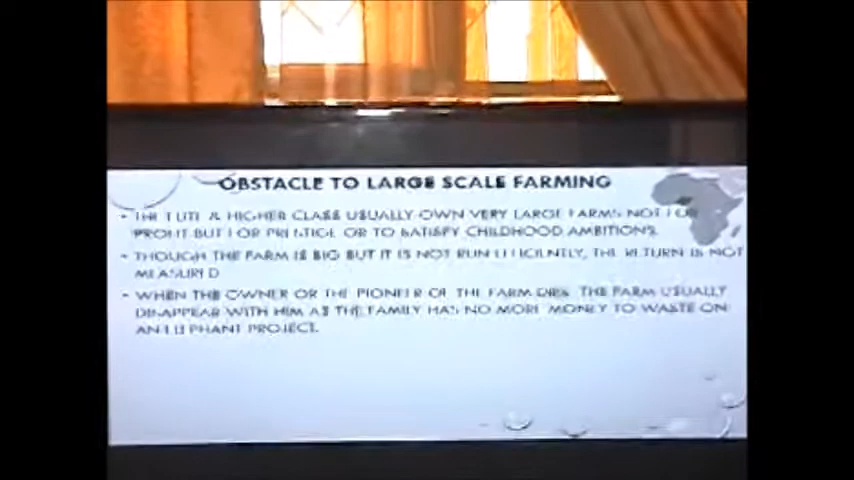 OBSTACLE TO LARGE SCALE FARMING
• THE ELITE & HIGHER CLASS USUALLY OWN VERY LARGE FARMS NOT FOR
PROFIT BUT FOR PRESTIGE OR TO SATISFY CHILDHOOD AMBITIONS.
• THOUGH THE FARM IS BIG BUT IT IS NOT RUN EFFICIENTLY, THE RETURN IS NOT
MEASURED
• WHEN THE OWNER OR THE PIONEER OF THE FARM DIES THE FARM USUALLY
DISAPPEAR WITH HIM AS THE FAMILY HAS NO MORE MONEY TO WASTE ON
AN ELEPHANT PROJECT.